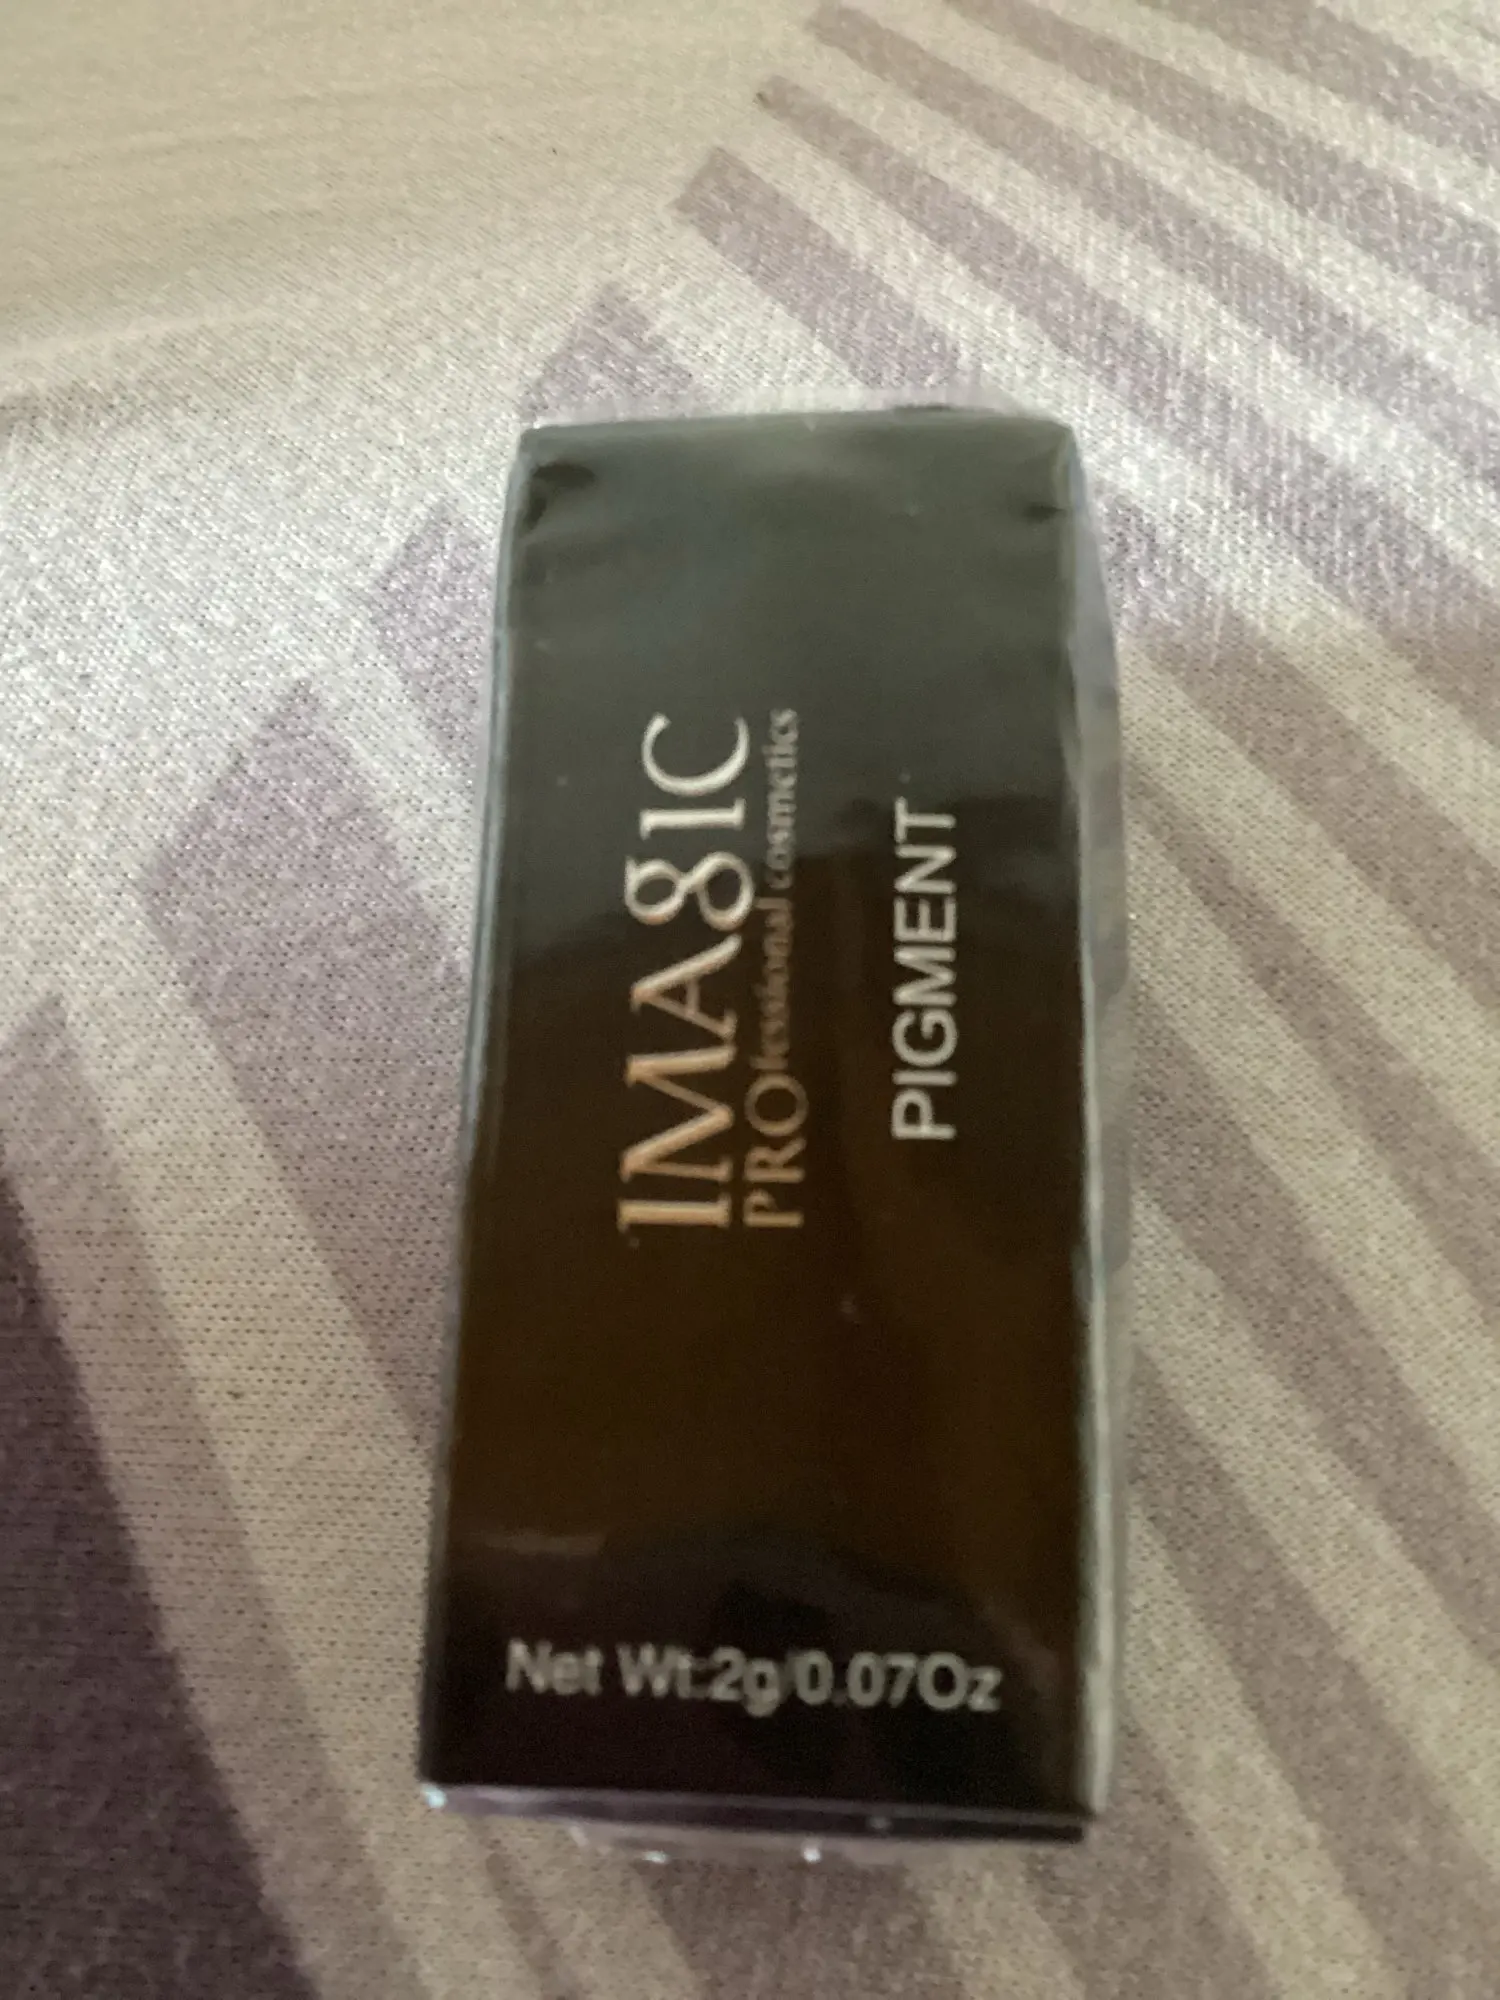 IMAgIC
PROfessional cosmetics
PIGMENT
Net Wt:2g/0.07Oz